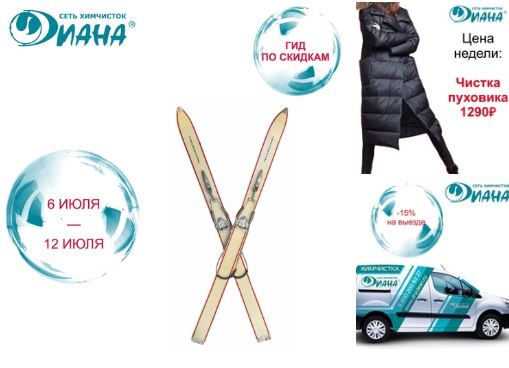 СЕТЬ ХИМЧИСТОК
ДИАНА®
ГИД
ПО СКИДКАМ
6 ИЮЛЯ
—
12 ИЮЛЯ
СЕТЬ ХИМЧИСТОК
ДИАНА®
Цена
недели:
Чистка
пуховика
1290₽
СЕТЬ ХИМЧИСТОК
ДИАНА®
-15%
на выезде
ХИМЧИСТКА
ДИАНА